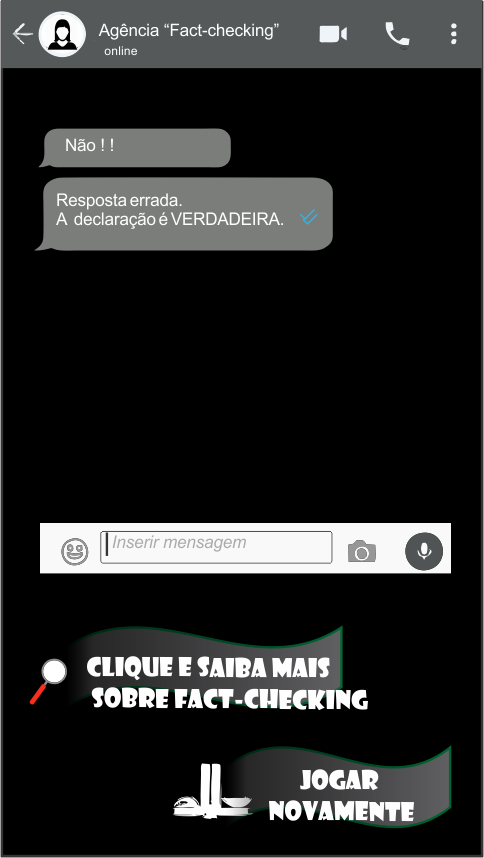 Agência “Fact-checking”
online
Não ! !
Resposta errada.
A declaração é VERDADEIRA.
Inserir mensagem
CLIQUE E SAIBA MAIS
SOBRE FACT-CHECKING
JOGAR
NOVAMENTE